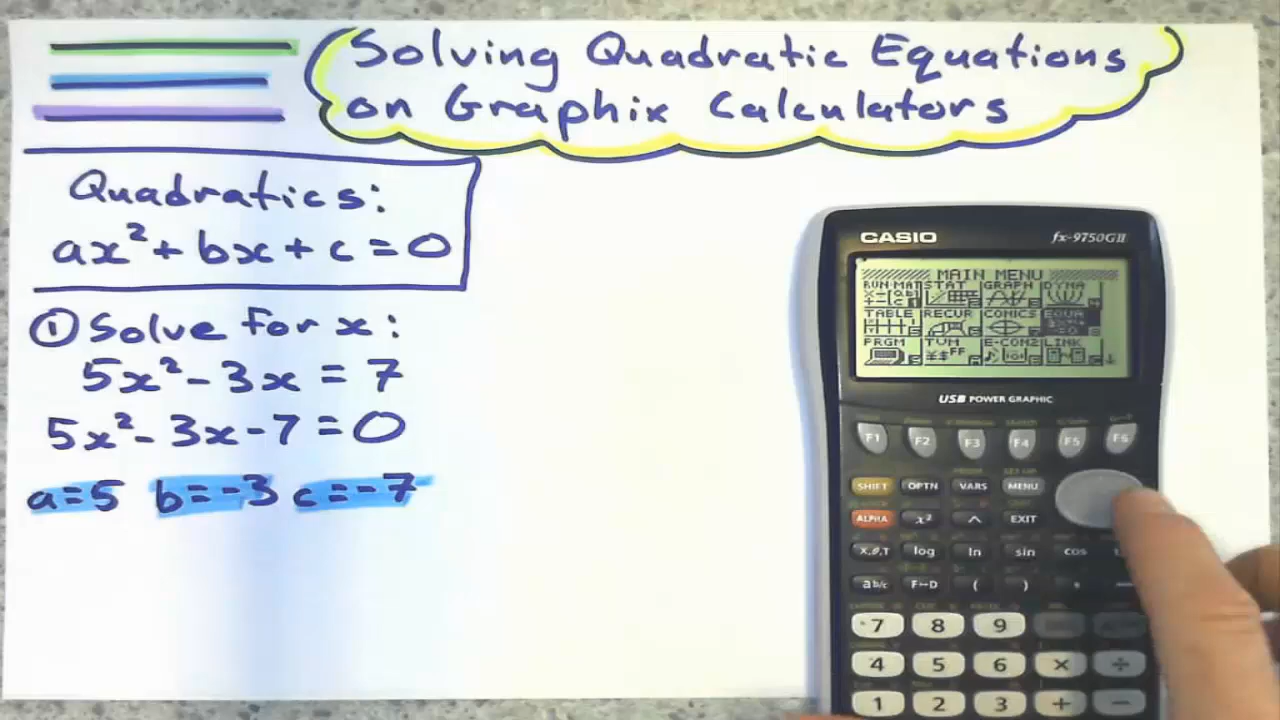 Solving Quadratic Equations
on Graphix Calculators
Quadratics:
ax² + bx + c = 0
① Solve for x:
5x² - 3x = 7
5x² - 3x - 7 = 0
a = 5 b = -3 c = -7
CASIO fx-9750GII
MAIN MENU
RUN·MAT STAT GRAPH DYNA
TABLE RECUR CONICS EQUA
PRGM TVM E-CON2 LINK
USB POWER GRAPHIC
F1 F2 F3 F4 F5 F6
SHIFT OPTN VARS MENU
ALPHA x² ^ EXIT
X,θ,T log ln sin cos
ab/c F↔D ( ) ,
7 8 9
4 5 6 × ÷
1 2 3 + −